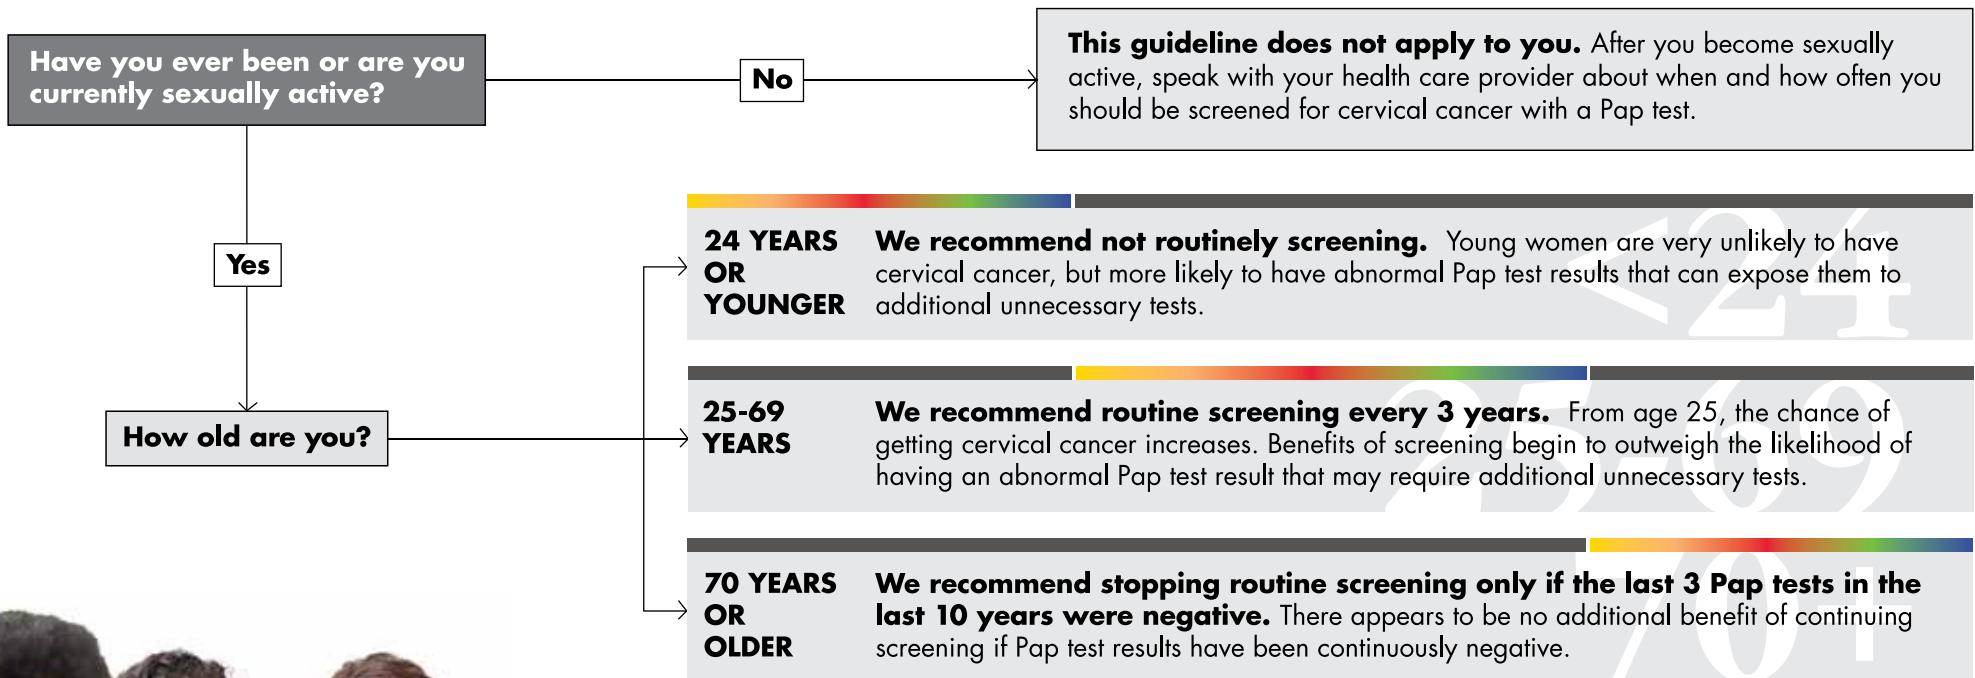 Have you ever been or are you
currently sexually active?
No
This guideline does not apply to you. After you become sexually
active, speak with your health care provider about when and how often you
should be screened for cervical cancer with a Pap test.
Yes
How old are you?
<24
24 YEARS
OR
YOUNGER
We recommend not routinely screening. Young women are very unlikely to have
cervical cancer, but more likely to have abnormal Pap test results that can expose them to
additional unnecessary tests.
25-69
25-69
YEARS
We recommend routine screening every 3 years. From age 25, the chance of
getting cervical cancer increases. Benefits of screening begin to outweigh the likelihood of
having an abnormal Pap test result that may require additional unnecessary tests.
70+
70 YEARS
OR
OLDER
We recommend stopping routine screening only if the last 3 Pap tests in the
last 10 years were negative. There appears to be no additional benefit of continuing
screening if Pap test results have been continuously negative.